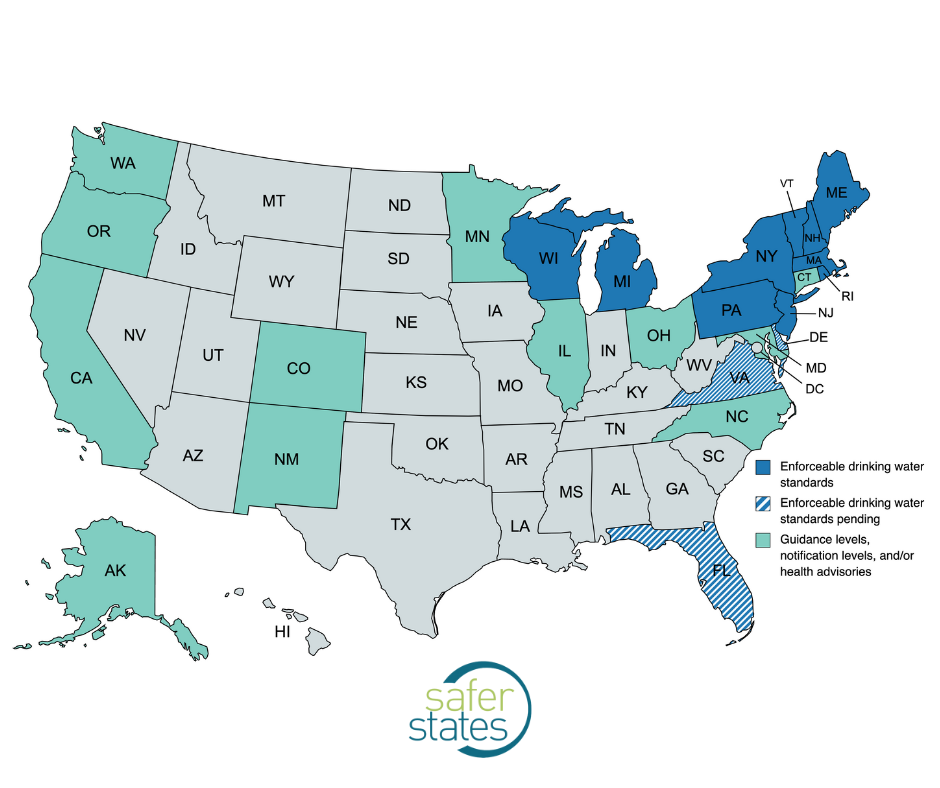 WA
OR
CA
ID
NV
MT
WY
UT
AZ
CO
NM
ND
SD
NE
KS
OK
TX
MN
IA
MO
AR
LA
WI
IL
MI
IN
OH
KY
TN
MS
AL
GA
FL
SC
NC
VA
WV
PA
NY
VT
NH
ME
MA
CT
RI
NJ
DE
MD
DC
AK
HI
Enforceable drinking water
standards
Enforceable drinking water
standards pending
Guidance levels,
notification levels, and/or
health advisories
safer
states